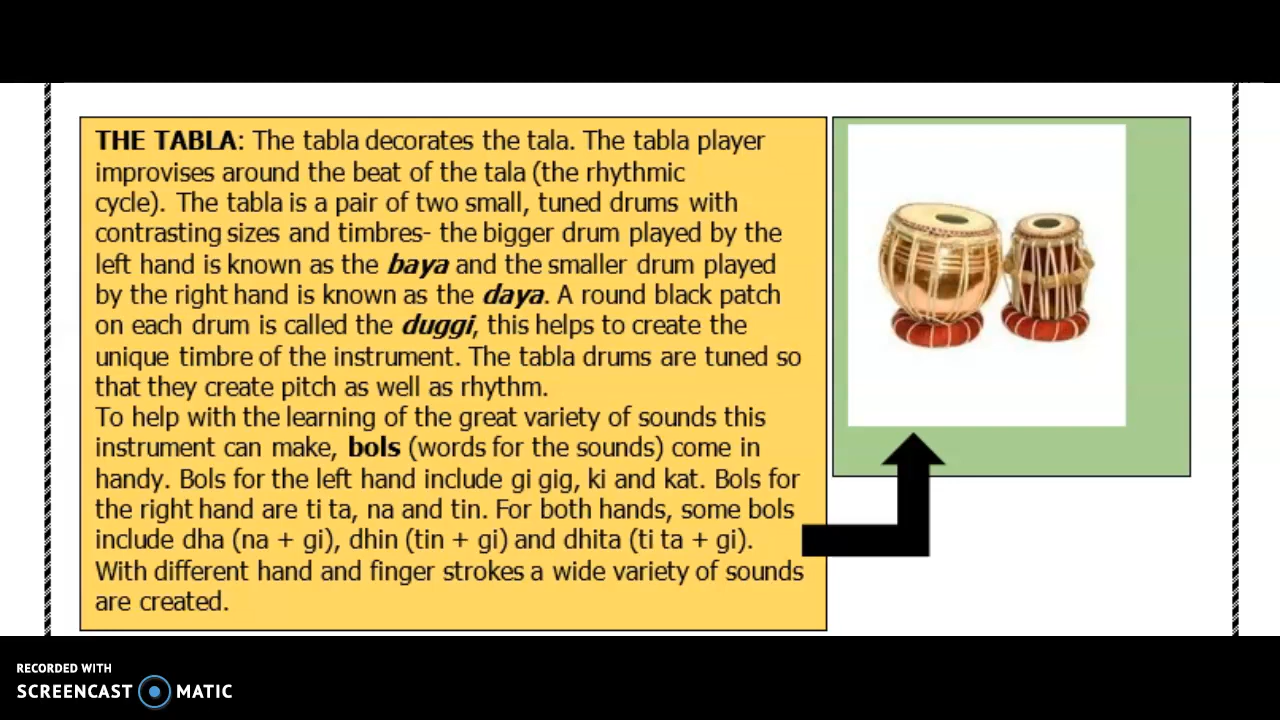 THE TABLA: The tabla decorates the tala. The tabla player
improvises around the beat of the tala (the rhythmic
cycle). The tabla is a pair of two small, tuned drums with
contrasting sizes and timbres- the bigger drum played by the
left hand is known as the baya and the smaller drum played
by the right hand is known as the daya. A round black patch
on each drum is called the duggi, this helps to create the
unique timbre of the instrument. The tabla drums are tuned so
that they create pitch as well as rhythm.
To help with the learning of the great variety of sounds this
instrument can make, bols (words for the sounds) come in
handy. Bols for the left hand include gi gig, ki and kat. Bols for
the right hand are ti ta, na and tin. For both hands, some bols
include dha (na + gi), dhin (tin + gi) and dhita (ti ta + gi).
With different hand and finger strokes a wide variety of sounds
are created.
RECORDED WITH
SCREENCAST MATIC